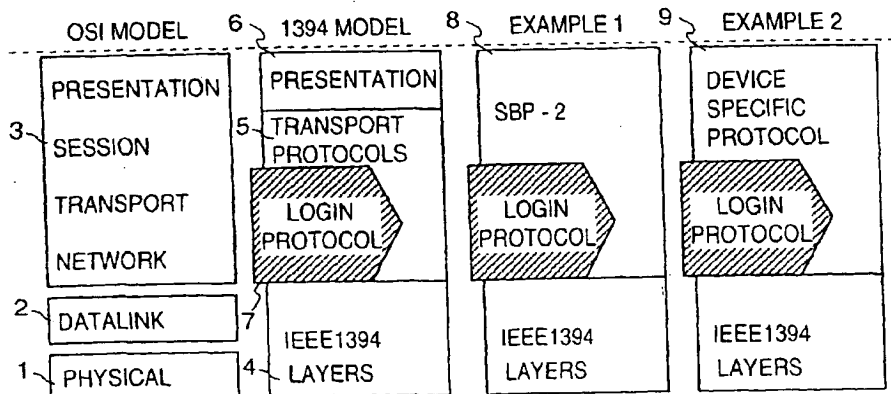 OSI MODEL
3
PRESENTATION
SESSION
TRANSPORT
NETWORK
2
DATALINK
1
PHYSICAL
6
1394 MODEL
PRESENTATION
5
TRANSPORT
PROTOCOLS
LOGIN
PROTOCOL
7
4
IEEE1394
LAYERS
8
EXAMPLE 1
SBP - 2
LOGIN
PROTOCOL
IEEE1394
LAYERS
9
EXAMPLE 2
DEVICE
SPECIFIC
PROTOCOL
LOGIN
PROTOCOL
IEEE1394
LAYERS